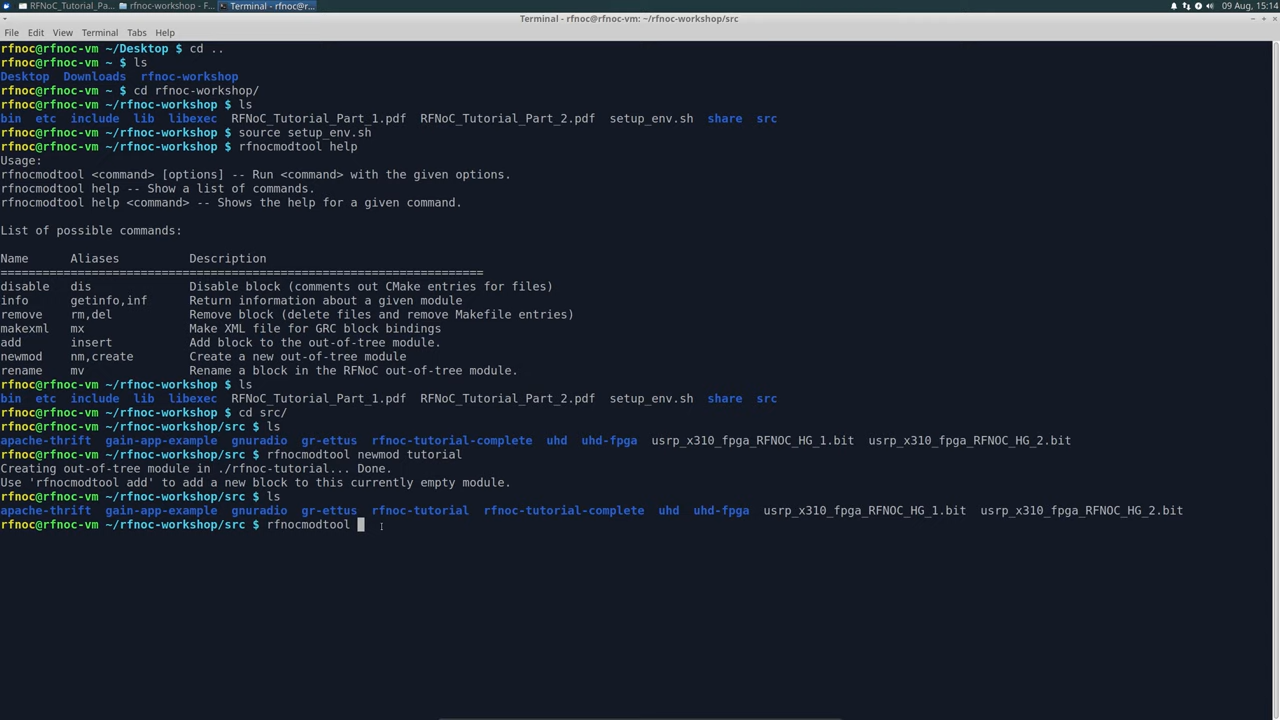 RFNoC_Tutorial_Pa... rfnoc-workshop - F... Terminal - rfnoc@r... 09 Aug, 15:14
Terminal - rfnoc@rfnoc-vm: ~/rfnoc-workshop/src
File Edit View Terminal Tabs Help
rfnoc@rfnoc-vm ~/Desktop $ cd ..
rfnoc@rfnoc-vm ~ $ ls
Desktop Downloads rfnoc-workshop
rfnoc@rfnoc-vm ~ $ cd rfnoc-workshop/
rfnoc@rfnoc-vm ~/rfnoc-workshop $ ls
bin etc include lib libexec RFNoC_Tutorial_Part_1.pdf RFNoC_Tutorial_Part_2.pdf setup_env.sh share src
rfnoc@rfnoc-vm ~/rfnoc-workshop $ source setup_env.sh
rfnoc@rfnoc-vm ~/rfnoc-workshop $ rfnocmodtool help
Usage:
rfnocmodtool <command> [options] -- Run <command> with the given options.
rfnocmodtool help -- Show a list of commands.
rfnocmodtool help <command> -- Shows the help for a given command.
List of possible commands:
Name Aliases Description
=====================================================================
disable dis Disable block (comments out CMake entries for files)
info getinfo,inf Return information about a given module
remove rm,del Remove block (delete files and remove Makefile entries)
makexml mx Make XML file for GRC block bindings
add insert Add block to the out-of-tree module.
newmod nm,create Create a new out-of-tree module
rename mv Rename a block in the RFNoC out-of-tree module.
rfnoc@rfnoc-vm ~/rfnoc-workshop $ ls
bin etc include lib libexec RFNoC_Tutorial_Part_1.pdf RFNoC_Tutorial_Part_2.pdf setup_env.sh share src
rfnoc@rfnoc-vm ~/rfnoc-workshop $ cd src/
rfnoc@rfnoc-vm ~/rfnoc-workshop/src $ ls
apache-thrift gain-app-example gnuradio gr-ettus rfnoc-tutorial-complete uhd uhd-fpga usrp_x310_fpga_RFNOC_HG_1.bit usrp_x310_fpga_RFNOC_HG_2.bit
rfnoc@rfnoc-vm ~/rfnoc-workshop/src $ rfnocmodtool newmod tutorial
Creating out-of-tree module in ./rfnoc-tutorial... Done.
Use 'rfnocmodtool add' to add a new block to this currently empty module.
rfnoc@rfnoc-vm ~/rfnoc-workshop/src $ ls
apache-thrift gain-app-example gnuradio gr-ettus rfnoc-tutorial rfnoc-tutorial-complete uhd uhd-fpga usrp_x310_fpga_RFNOC_HG_1.bit usrp_x310_fpga_RFNOC_HG_2.bit
rfnoc@rfnoc-vm ~/rfnoc-workshop/src $ rfnocmodtool